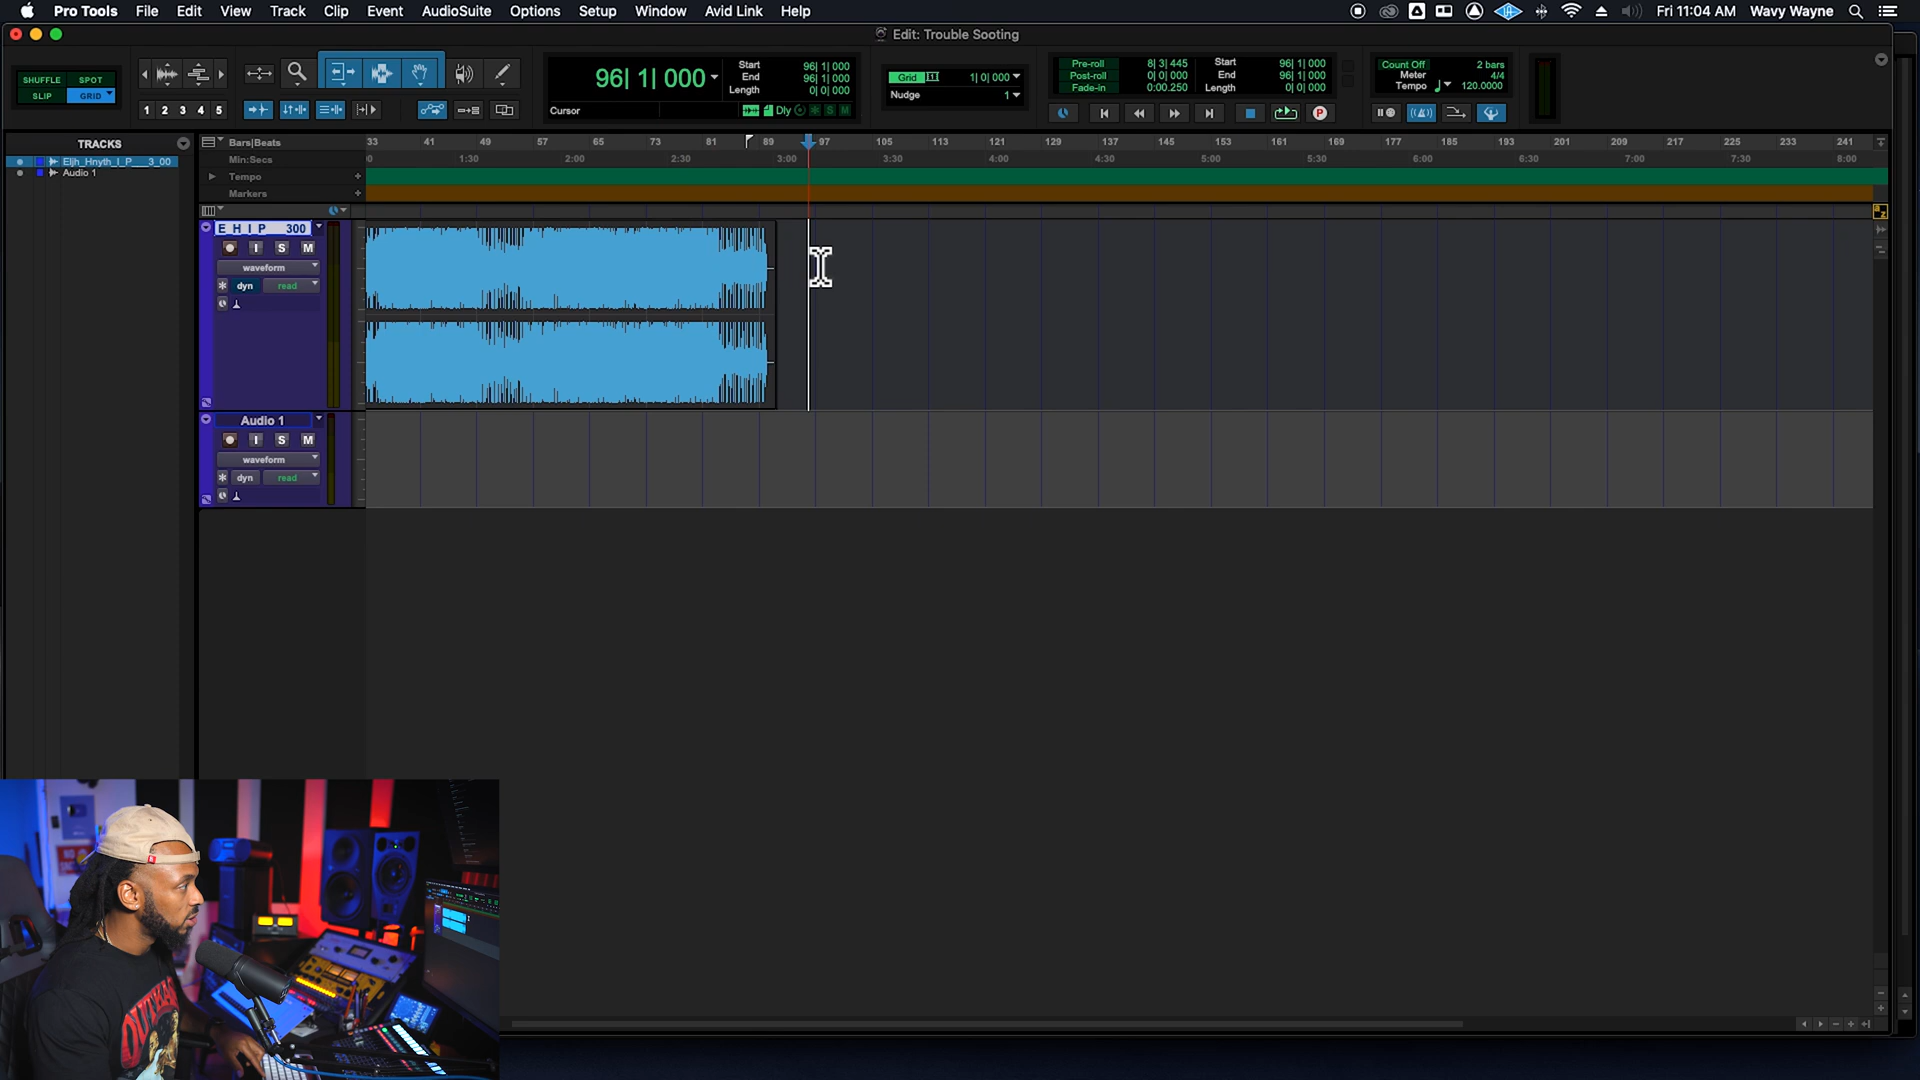 Pro Tools File Edit View Track Clip Event AudioSuite Options Setup Window Avid Link Help Fri 11:04 AM Wavy Wayne
Edit: Trouble Sooting
SHUFFLE SPOT
SLIP GRID
1 2 3 4 5
96| 1| 000
Cursor
Start 96| 1| 000
End 96| 1| 000
Length 0| 0| 000
Dly S M
Grid 1| 0| 000
Nudge 1
Pre-roll 8| 3| 445
Post-roll 0| 0| 000
Fade-in 0:00.250
Start 96| 1| 000
End 96| 1| 000
Length 0| 0| 000
Count Off 2 bars
Meter 4/4
Tempo 120.0000
TRACKS
Eljh_Hnyth_I_P___3_00
Audio 1
Bars|Beats 33 41 49 57 65 73 81 89 97 105 113 121 129 137 145 153 161 169 177 185 193 201 209 217 225 233 241
Min:Secs 1:30 2:00 2:30 3:00 3:30 4:00 4:30 5:00 5:30 6:00 6:30 7:00 7:30 8:00
Tempo
Markers
E_H_I_P__300
I S M
waveform
dyn read
Audio 1
I S M
waveform
dyn read